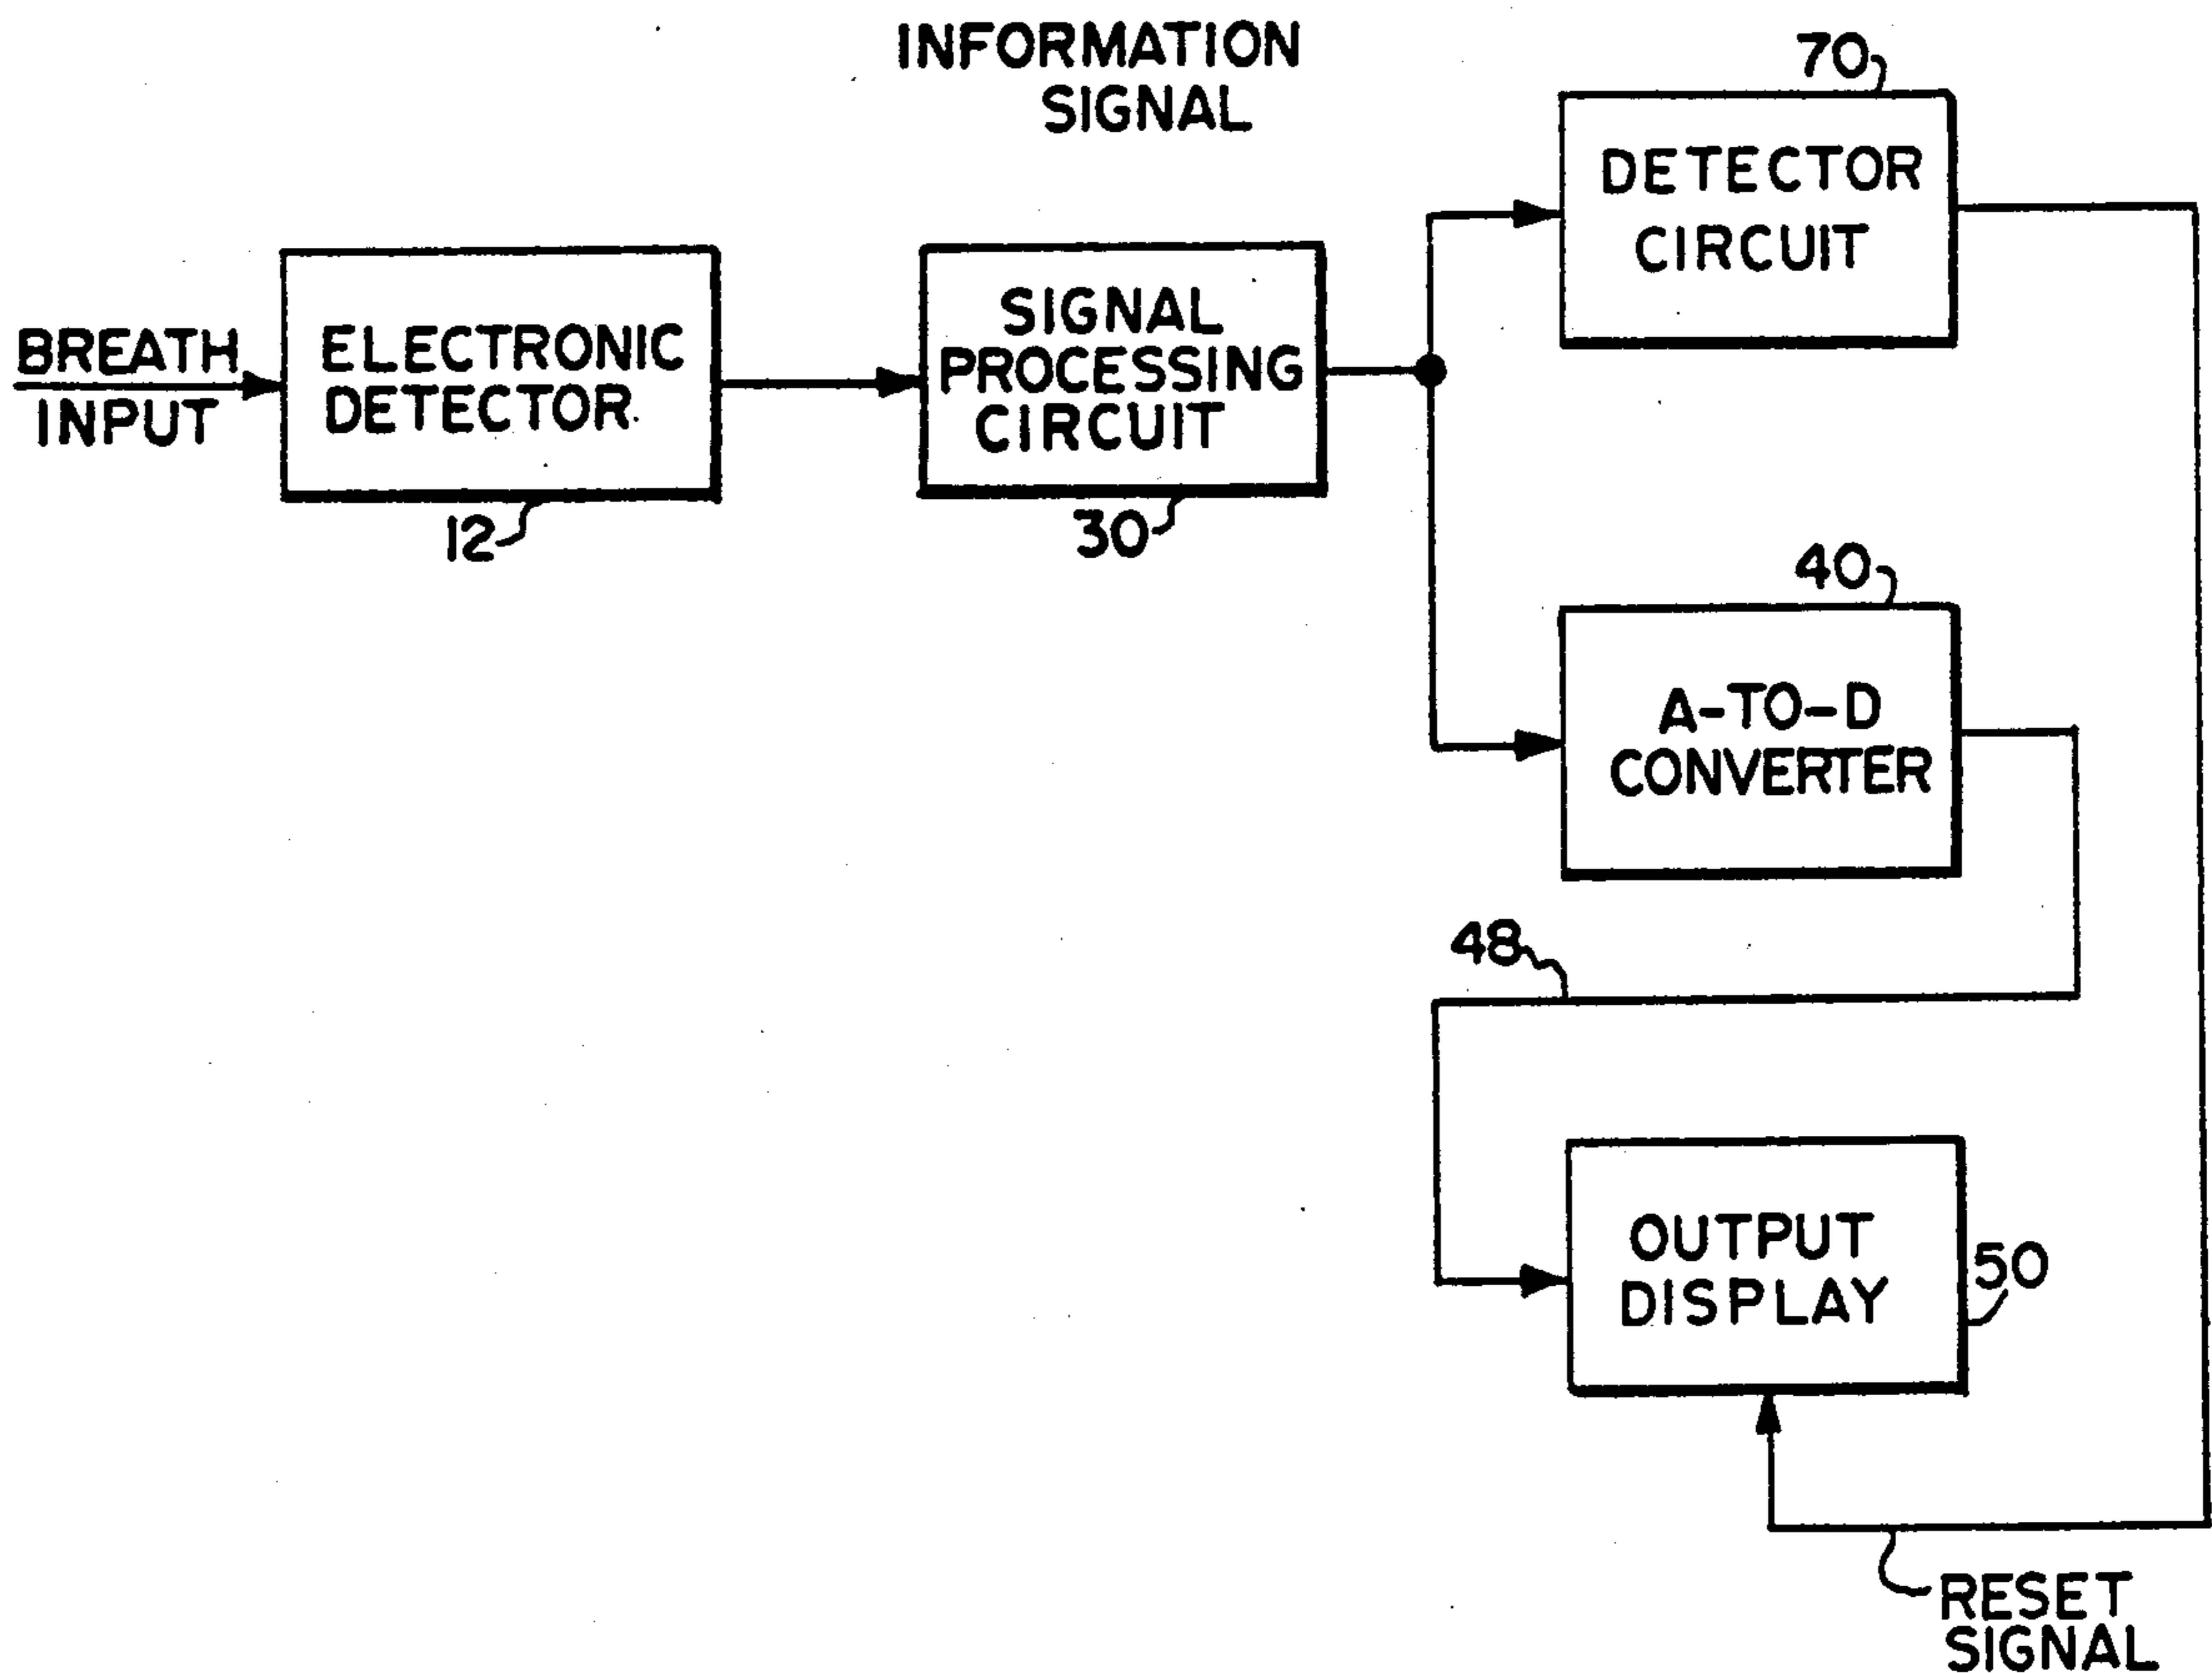 INFORMATION
SIGNAL
70
DETECTOR
CIRCUIT
BREATH
INPUT
ELECTRONIC
DETECTOR
12
SIGNAL
PROCESSING
CIRCUIT
30
40
A-TO-D
CONVERTER
48
OUTPUT
DISPLAY
50
RESET
SIGNAL